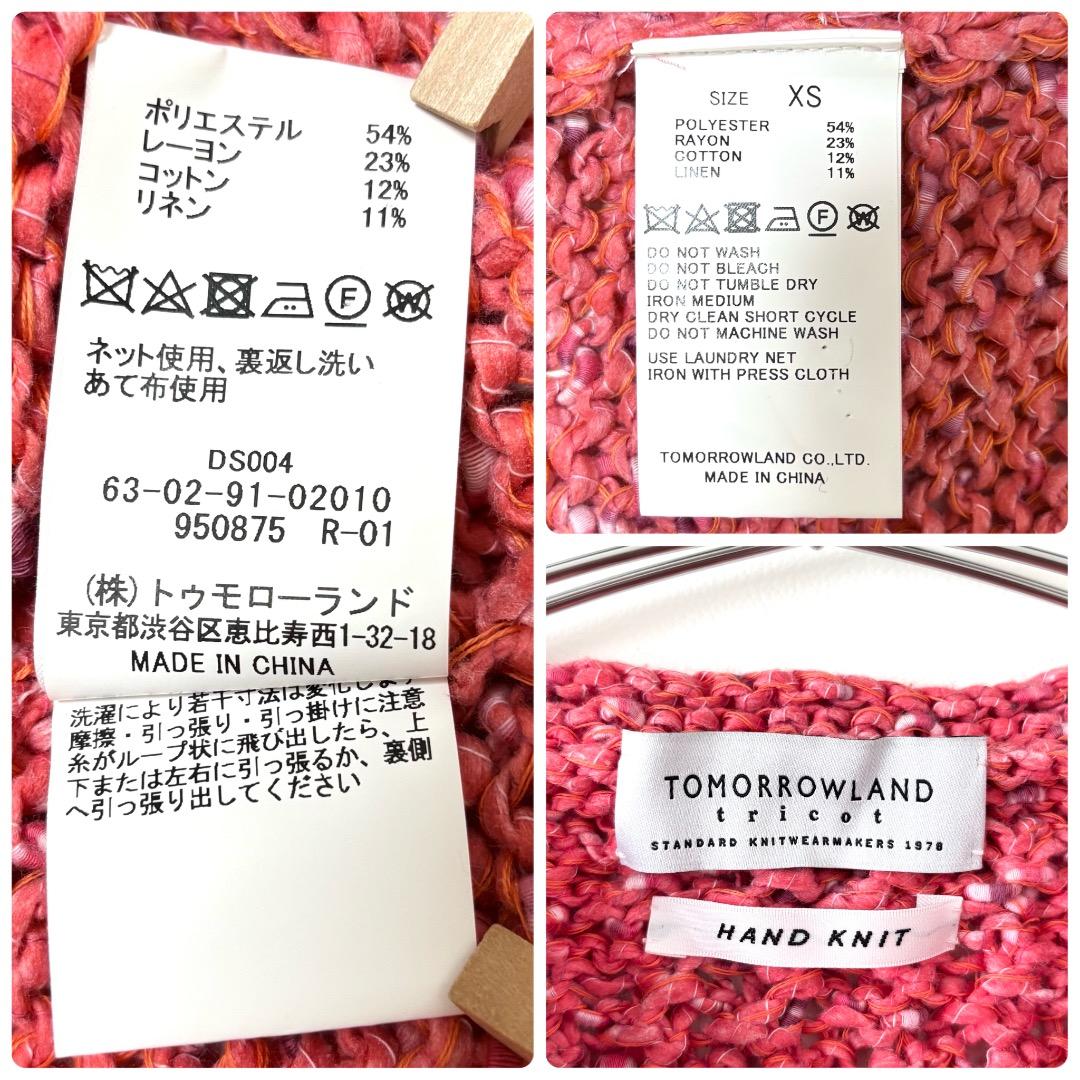 ポリエステル 54%
レーヨン 23%
コットン 12%
リネン 11%
F W
ネット使用、裏返し洗い
あて布使用
DS004
63-02-91-02010
950875 R-01
(株)トゥモローランド
東京都渋谷区恵比寿西1-32-18
MADE IN CHINA
洗濯により若干寸法は変化します
摩擦・引っ張り・引っ掛けに注意
糸がループ状に飛び出したら、上
下または左右に引っ張るか、裏側
へ引っ張り出してください
SIZE XS
POLYESTER 54%
RAYON 23%
COTTON 12%
LINEN 11%
F W
DO NOT WASH
DO NOT BLEACH
DO NOT TUMBLE DRY
IRON MEDIUM
DRY CLEAN SHORT CYCLE
DO NOT MACHINE WASH
USE LAUNDRY NET
IRON WITH PRESS CLOTH
TOMORROWLAND CO.,LTD.
MADE IN CHINA
TOMORROWLAND
tricot
STANDARD KNITWEARMAKERS 1978
HAND KNIT